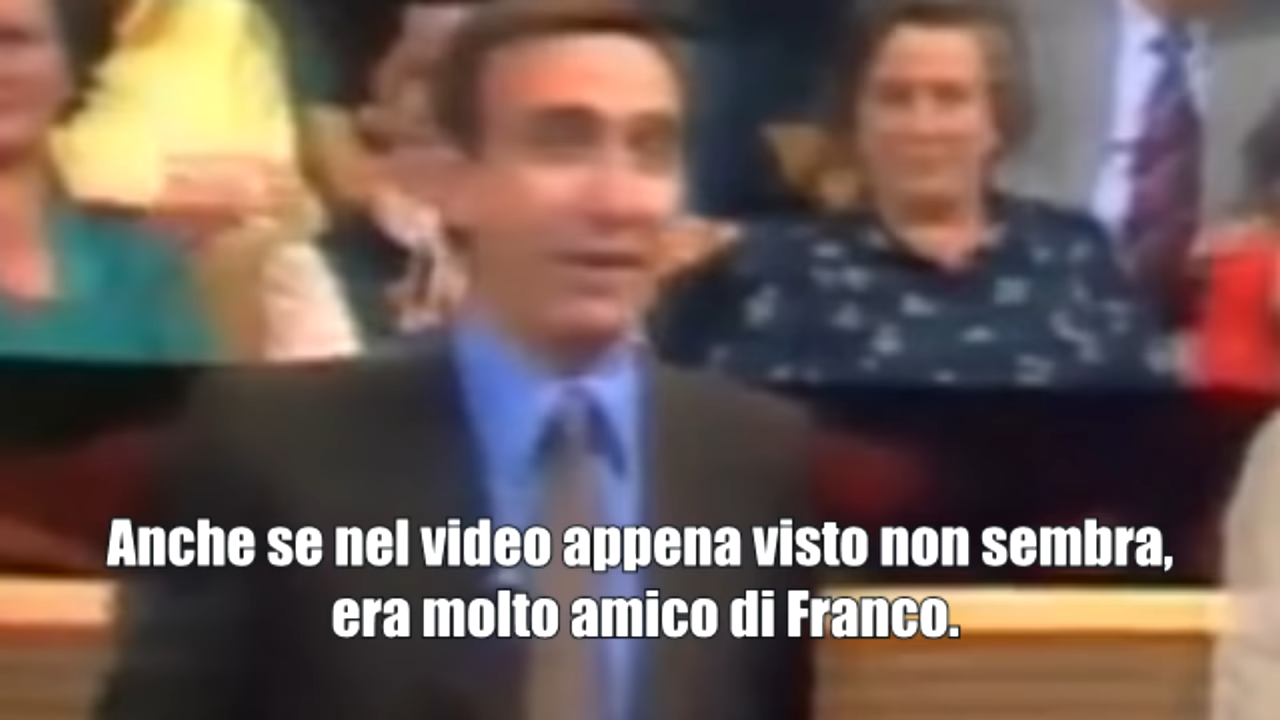 Anche se nel video appena visto non sembra,
era molto amico di Franco.